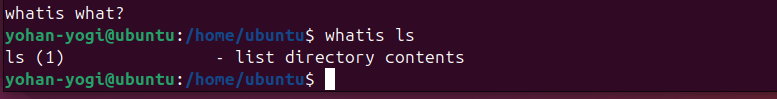 whatis what?
yohan-yogi@ubuntu:/home/ubuntu$ whatis ls
ls (1)               - list directory contents
yohan-yogi@ubuntu:/home/ubuntu$